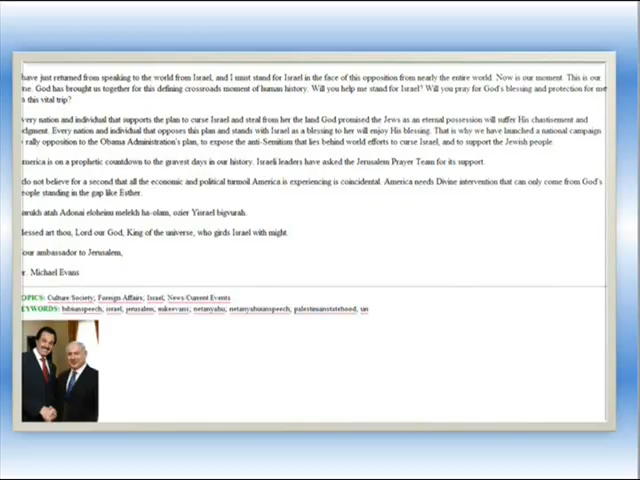 have just returned from speaking to the world from Israel, and I must stand for Israel in the face of this opposition from nearly the entire world. Now is our moment. This is our
me. God has brought us together for this defining crossroads moment of human history. Will you help me stand for Israel? Will you pray for God's blessing and protection for me
n this vital trip?
very nation and individual that supports the plan to curse Israel and steal from her the land God promised the Jews as an eternal possession will suffer His chastisement and
dgment. Every nation and individual that opposes this plan and stands with Israel as a blessing to her will enjoy His blessing. That is why we have launched a national campaign
rally opposition to the Obama Administration's plan, to expose the anti-Semitism that lies behind world efforts to curse Israel, and to support the Jewish people.
merica is on a prophetic countdown to the gravest days in our history. Israeli leaders have asked the Jerusalem Prayer Team for its support.
do not believe for a second that all the economic and political turmoil America is experiencing is coincidental. America needs Divine intervention that can only come from God's
eople standing in the gap like Esther.
arukh atah Adonai eloheinu melekh ha-olam, ozier Yisrael bigvurah.
lessed art thou, Lord our God, King of the universe, who girds Israel with might.
our ambassador to Jerusalem,
r. Michael Evans
OPICS: Culture/Society; Foreign Affairs; Israel; News/Current Events
EYWORDS: bibiunspeech; israel; jerusalem; mikeevans; netanyahu; netanyahuunspeech; palestinianstatehood; un